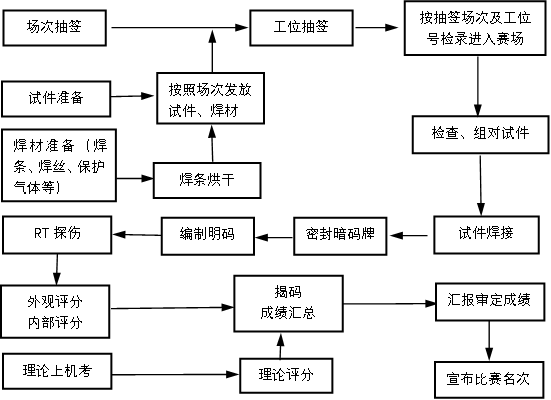 场次抽签
工位抽签
按抽签场次及工位
号检录进入赛场
试件准备
按照场次发放
试件、焊材
检查、组对试件
焊材准备（焊
条、焊丝、保护
气体等）
焊条烘干
RT 探伤
编制明码
密封暗码牌
试件焊接
外观评分
内部评分
揭码
成绩汇总
汇报审定成绩
理论上机考
理论评分
宣布比赛名次